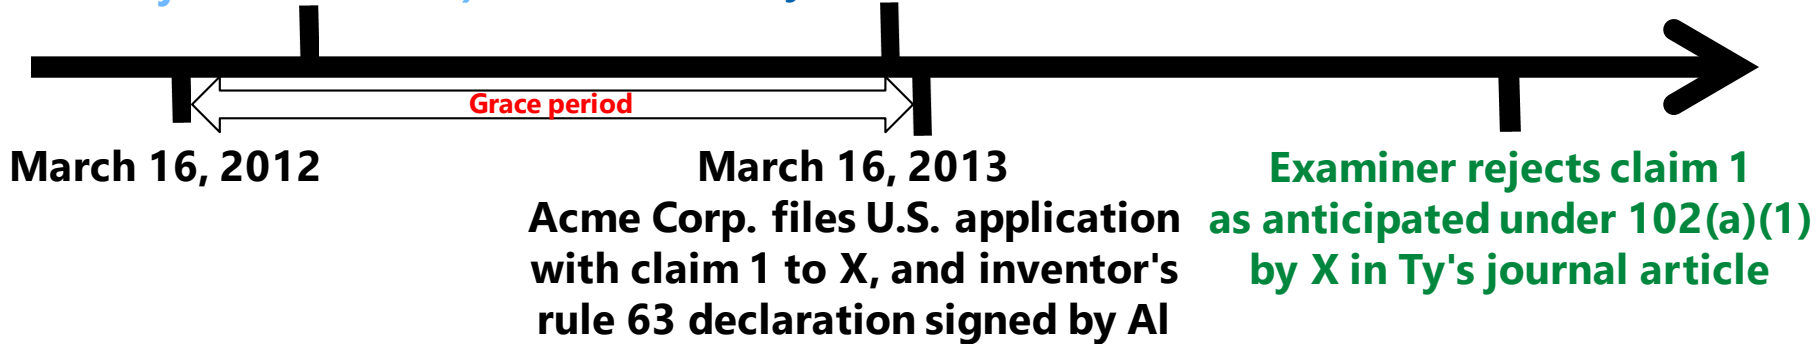 Grace period
March 16, 2012
March 16, 2013
Acme Corp. files U.S. application
with claim 1 to X, and inventor's
rule 63 declaration signed by Al
Examiner rejects claim 1
as anticipated under 102(a)(1)
by X in Ty's journal article